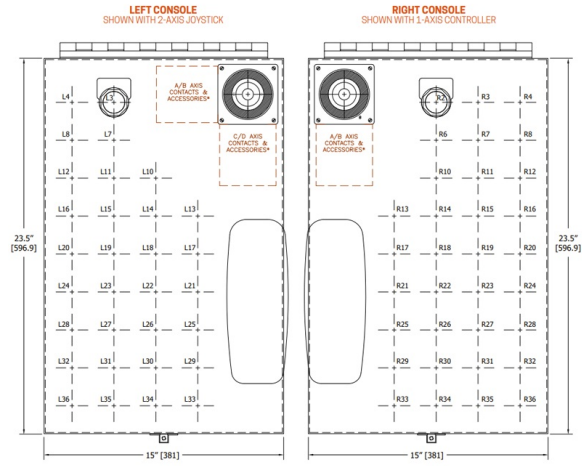 LEFT CONSOLE
SHOWN WITH 2-AXIS JOYSTICK
RIGHT CONSOLE
SHOWN WITH 1-AXIS CONTROLLER
A/B AXIS
CONTACTS &
ACCESSORIES*
C/D AXIS
CONTACTS &
ACCESSORIES*
A/B AXIS
CONTACTS &
ACCESSORIES*
L4 L3
L8 L7
L12 L11 L10
L16 L15 L14 L13
L20 L19 L18 L17
L24 L23 L22 L21
L28 L27 L26 L25
L32 L31 L30 L29
L36 L35 L34 L33
R2 R3 R4
R6 R7 R8
R10 R11 R12
R13 R14 R15 R16
R17 R18 R19 R20
R21 R22 R23 R24
R25 R26 R27 R28
R29 R30 R31 R32
R33 R34 R35 R36
23.5"
[596.9]
23.5"
[596.9]
15" [381]
15" [381]